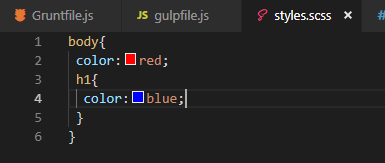 Gruntfile.js JS gulpfile.js styles.scss #
1 body{
2 color: red;
3 h1{
4 color: blue;
5 }
6 }